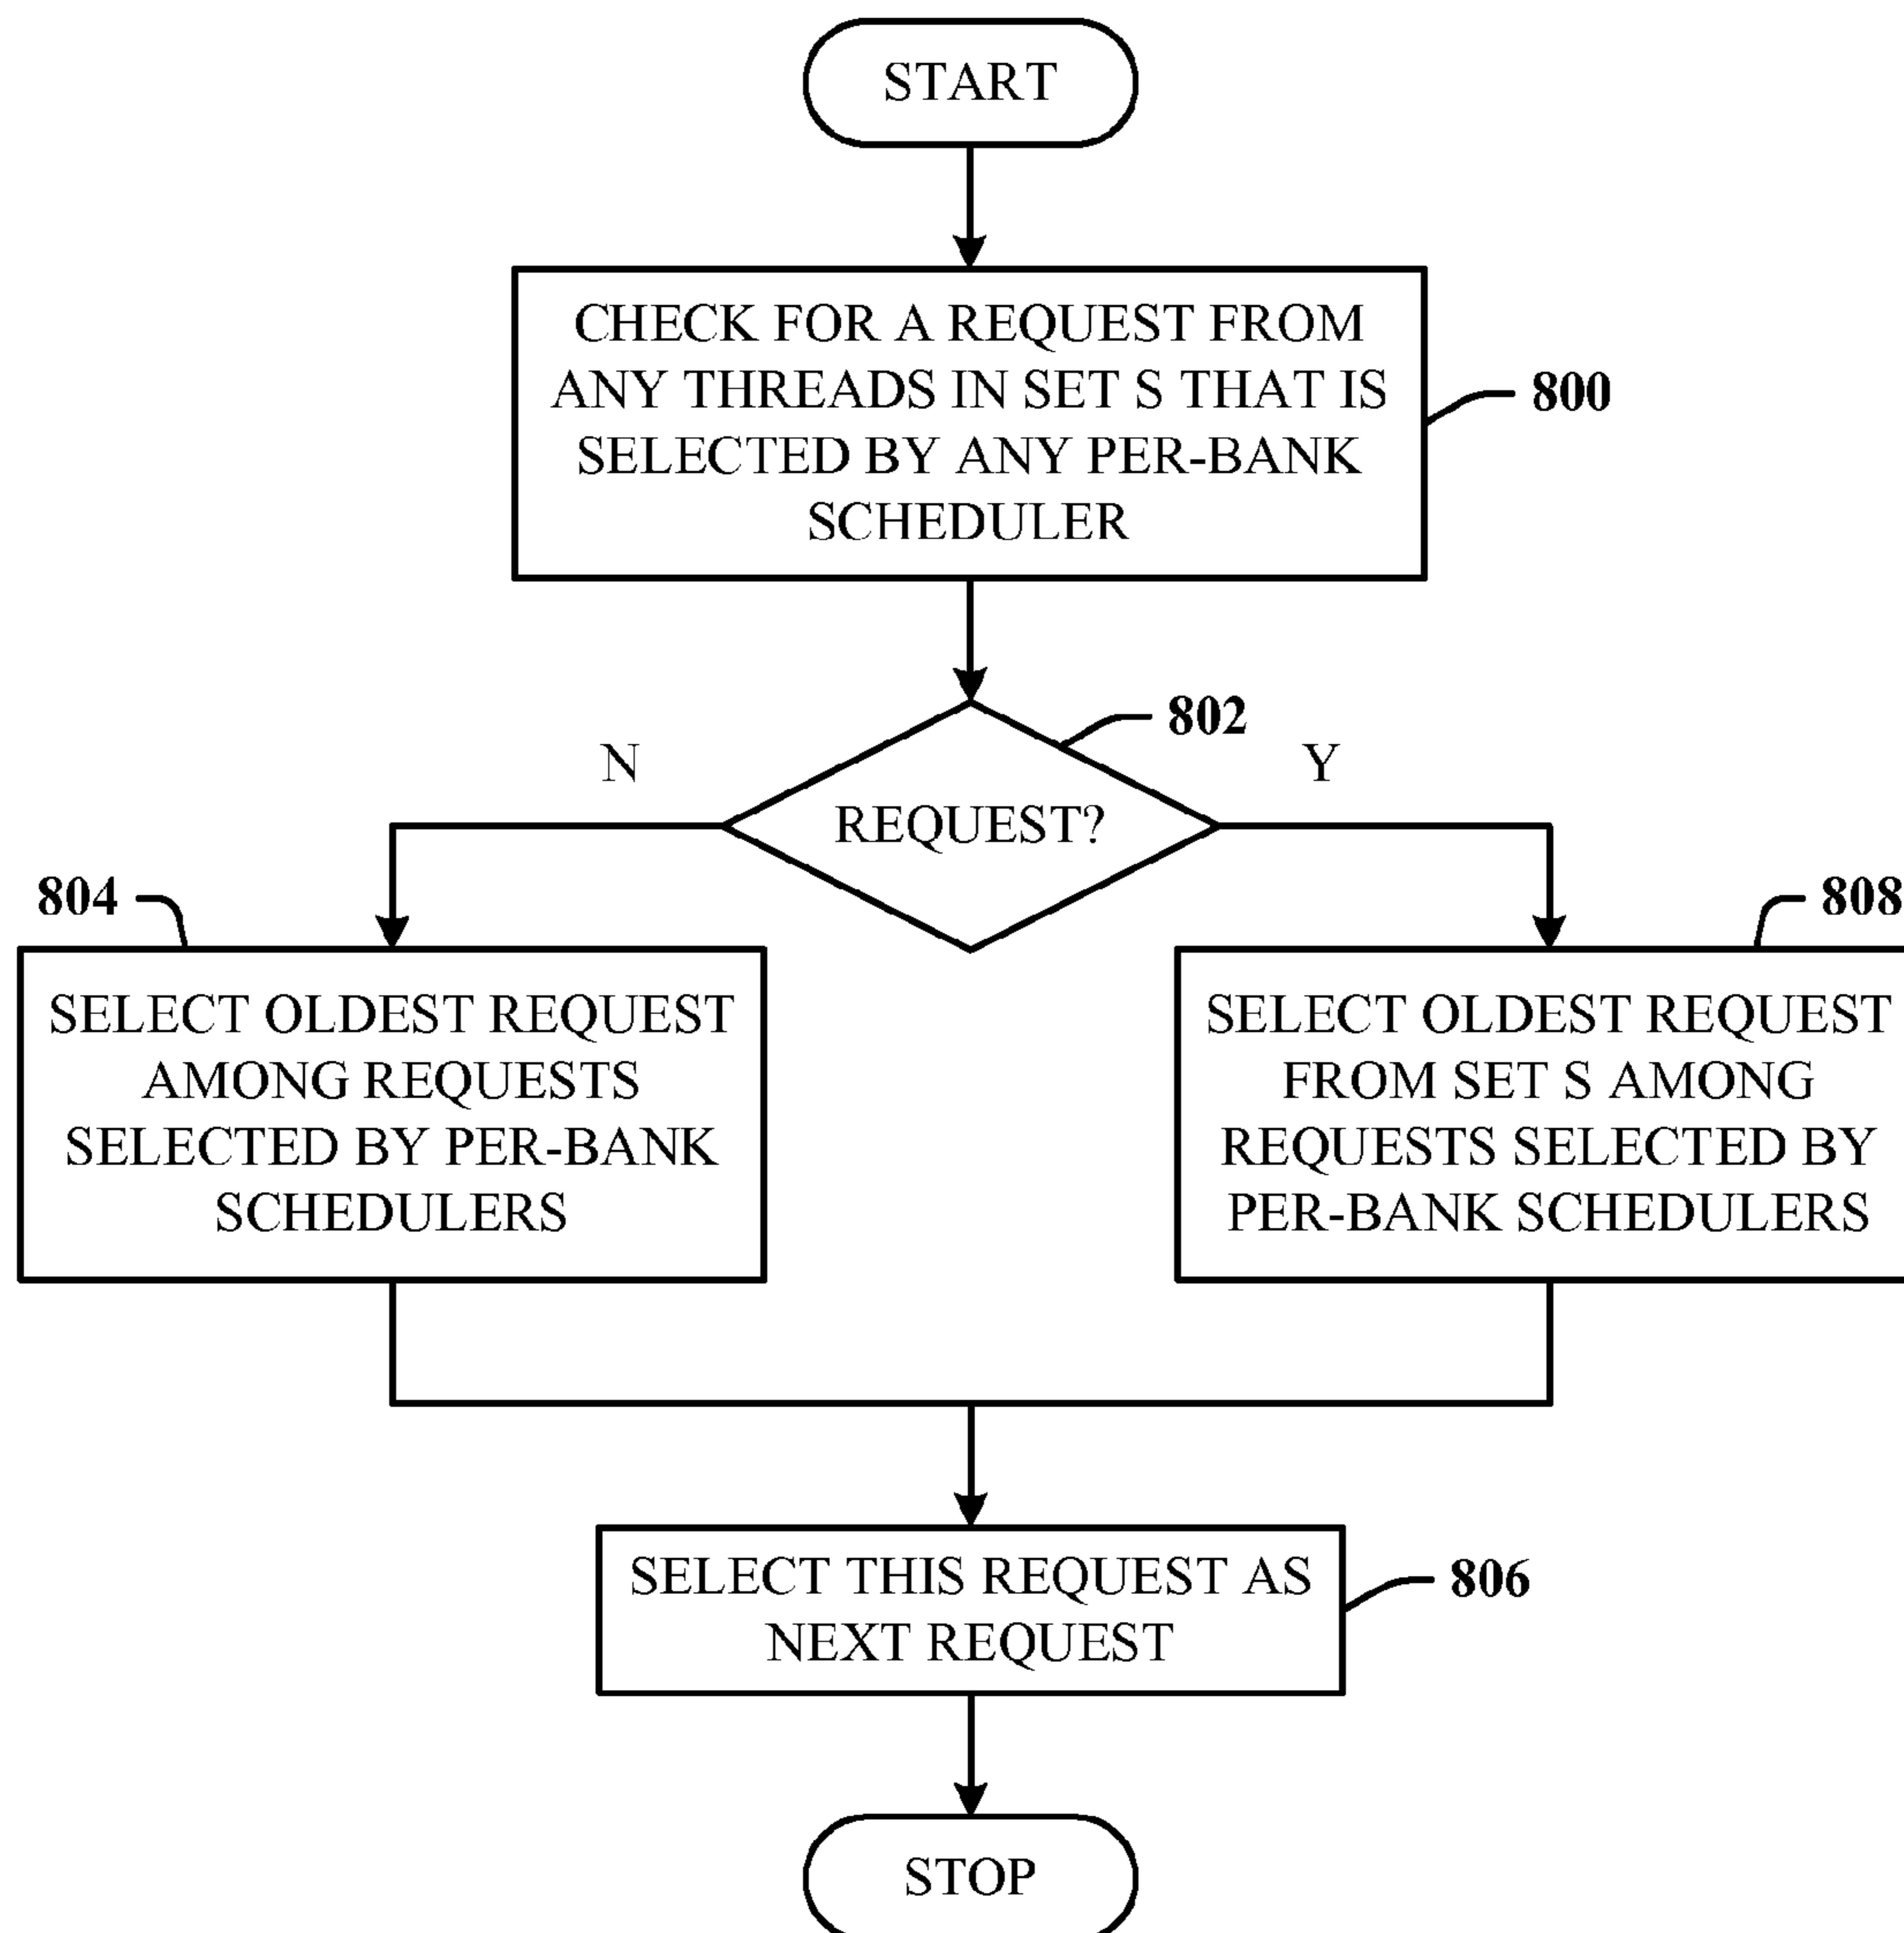 START
CHECK FOR A REQUEST FROM
ANY THREADS IN SET S THAT IS
SELECTED BY ANY PER-BANK
SCHEDULER
800
802
N
Y
REQUEST?
804
808
SELECT OLDEST REQUEST
AMONG REQUESTS
SELECTED BY PER-BANK
SCHEDULERS
SELECT OLDEST REQUEST
FROM SET S AMONG
REQUESTS SELECTED BY
PER-BANK SCHEDULERS
SELECT THIS REQUEST AS
NEXT REQUEST
806
STOP